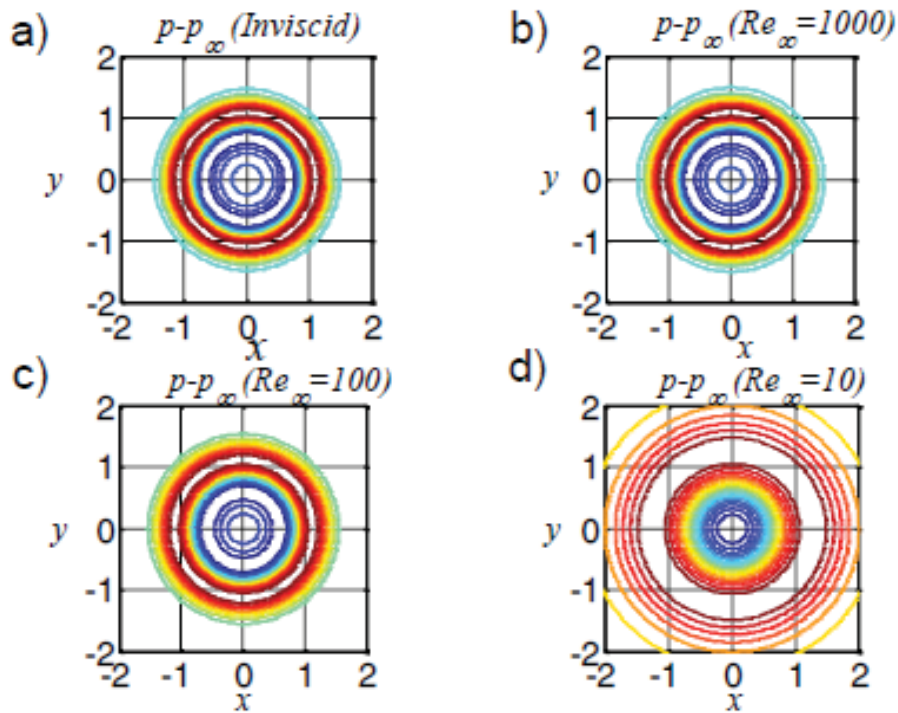 a) p-p∞ (Inviscid)
2
1
y 0
-1
-2
-2 -1 0 1 2
x
b) p-p∞ (Re∞=1000)
2
1
y 0
-1
-2
-2 -1 0 1 2
x
c) p-p∞ (Re∞=100)
2
1
y 0
-1
-2
-2 -1 0 1 2
x
d) p-p∞ (Re∞=10)
2
1
y 0
-1
-2
-2 -1 0 1 2
x